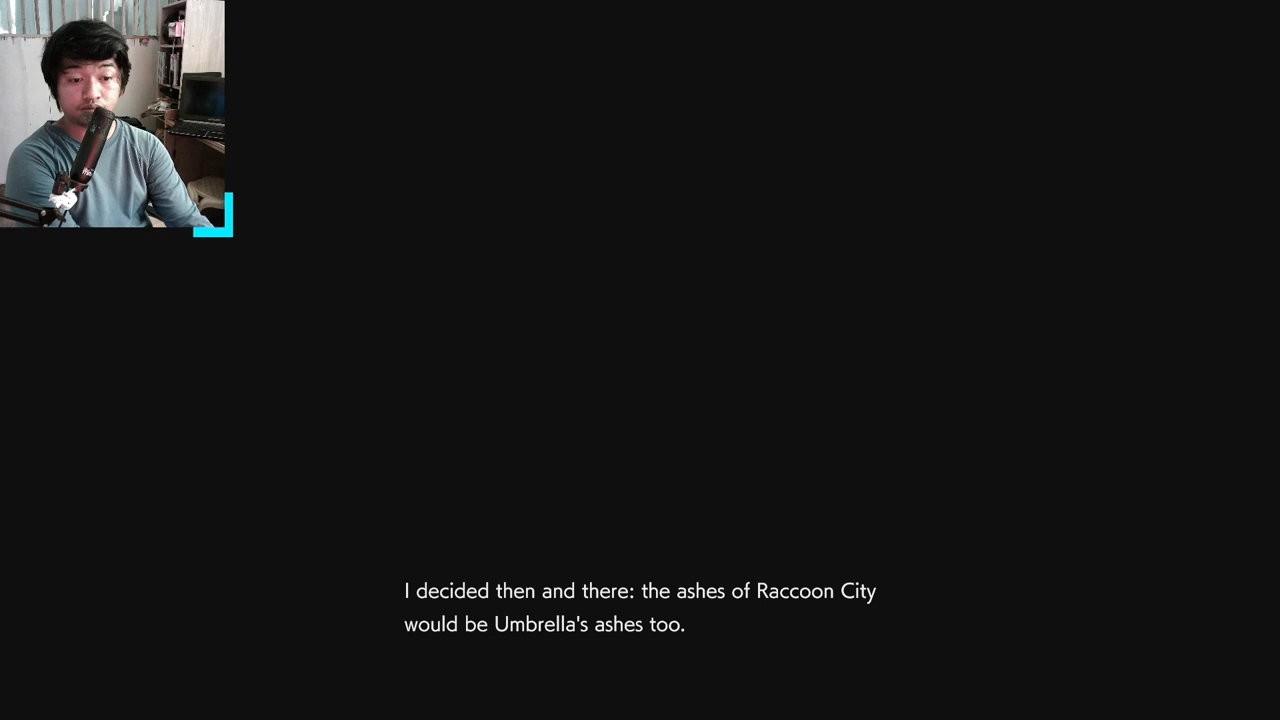 I decided then and there: the ashes of Raccoon City
would be Umbrella's ashes too.